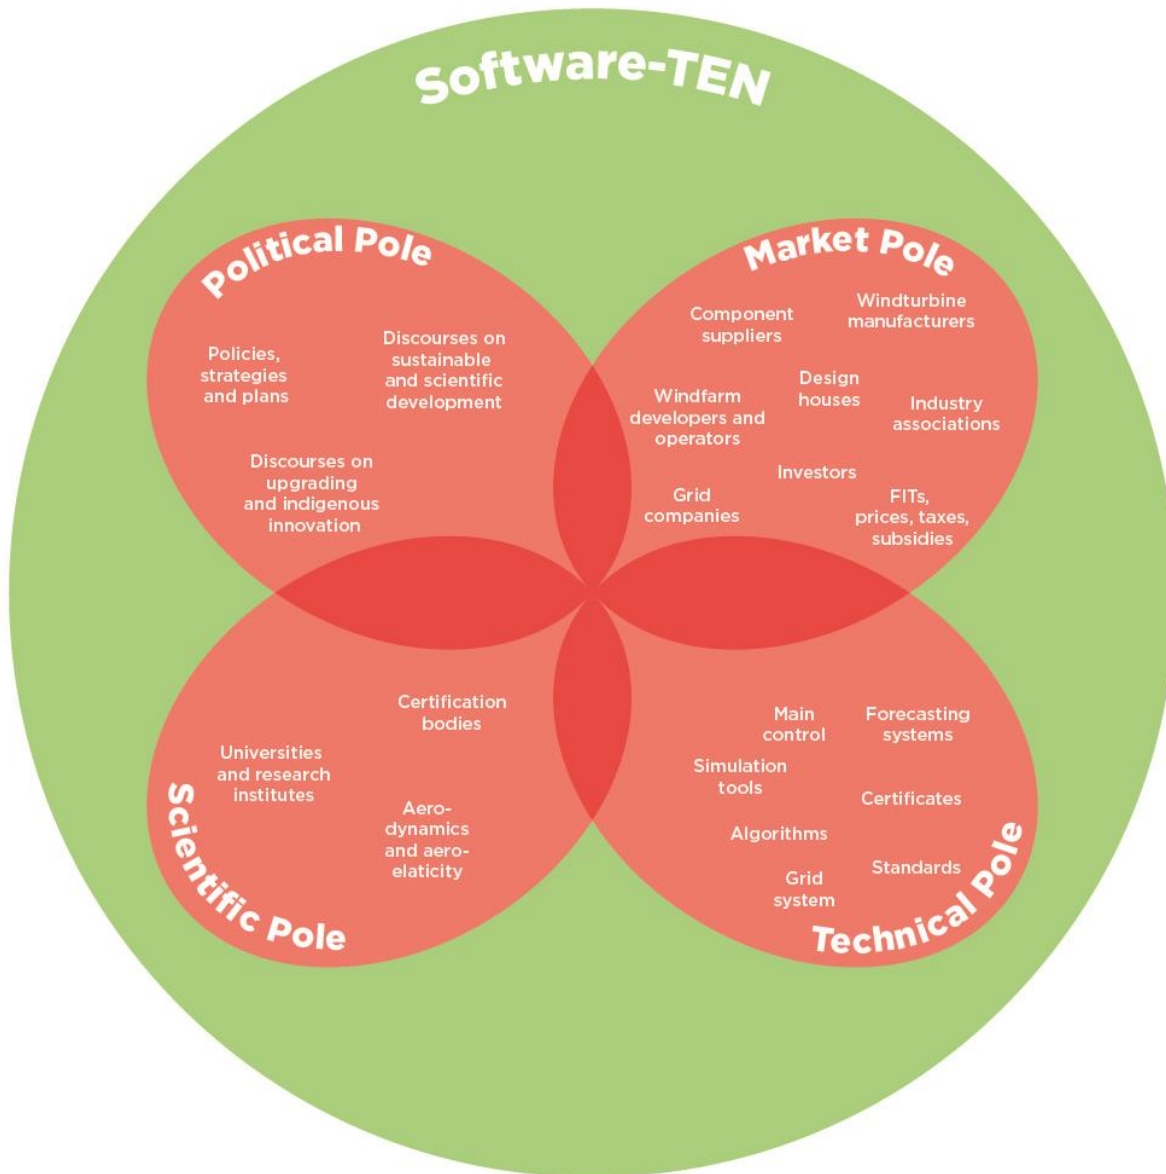 Software-TEN
Political Pole
Policies,
strategies
and plans
Discourses on
sustainable
and scientific
development
Discourses on
upgrading
and indigenous
innovation
Market Pole
Component
suppliers
Windturbine
manufacturers
Windfarm
developers and
operators
Design
houses
Industry
associations
Investors
Grid
companies
FITs,
prices, taxes,
subsidies
Scientific Pole
Certification
bodies
Universities
and research
institutes
Aero-
dynamics
and aero-
elaticity
Technical Pole
Main
control
Forecasting
systems
Simulation
tools
Certificates
Algorithms
Standards
Grid
system